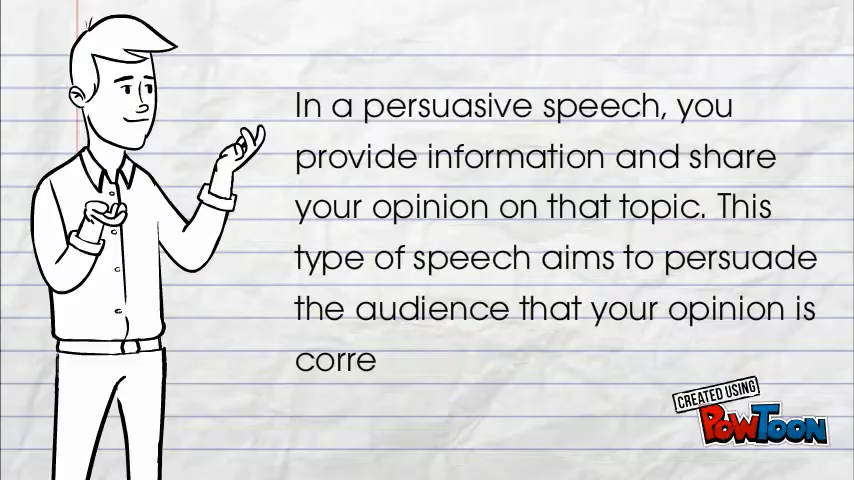 In a persuasive speech, you
provide information and share
your opinion on that topic. This
type of speech aims to persuade
the audience that your opinion is
corre
CREATED USING
POWTOON